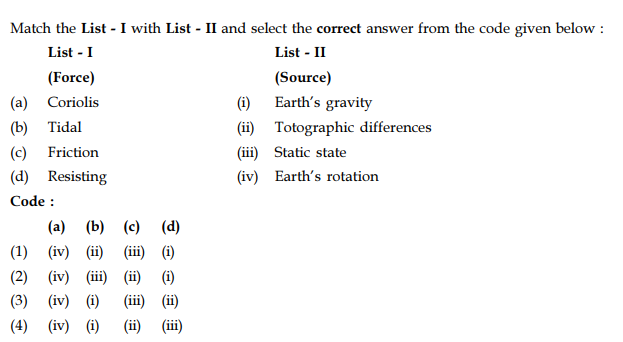 Match the List - I with List - II and select the correct answer from the code given below :
List - I List - II
(Force) (Source)
(a) Coriolis (i) Earth's gravity
(b) Tidal (ii) Totographic differences
(c) Friction (iii) Static state
(d) Resisting (iv) Earth's rotation
Code :
(a) (b) (c) (d)
(1) (iv) (ii) (iii) (i)
(2) (iv) (iii) (ii) (i)
(3) (iv) (i) (iii) (ii)
(4) (iv) (i) (ii) (iii)